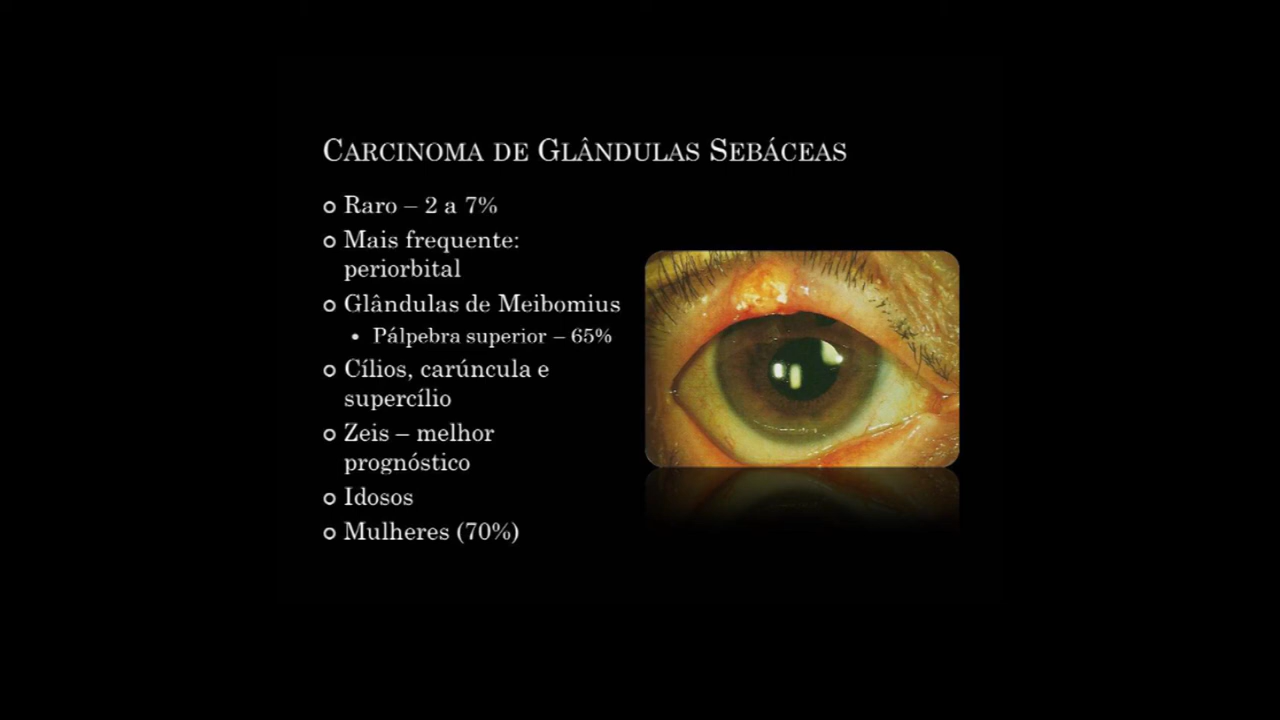 Carcinoma de Glândulas Sebáceas
Raro – 2 a 7%
Mais frequente:
periorbital
Glândulas de Meibomius
Pálpebra superior – 65%
Cílios, carúncula e
supercílio
Zeis – melhor
prognóstico
Idosos
Mulheres (70%)